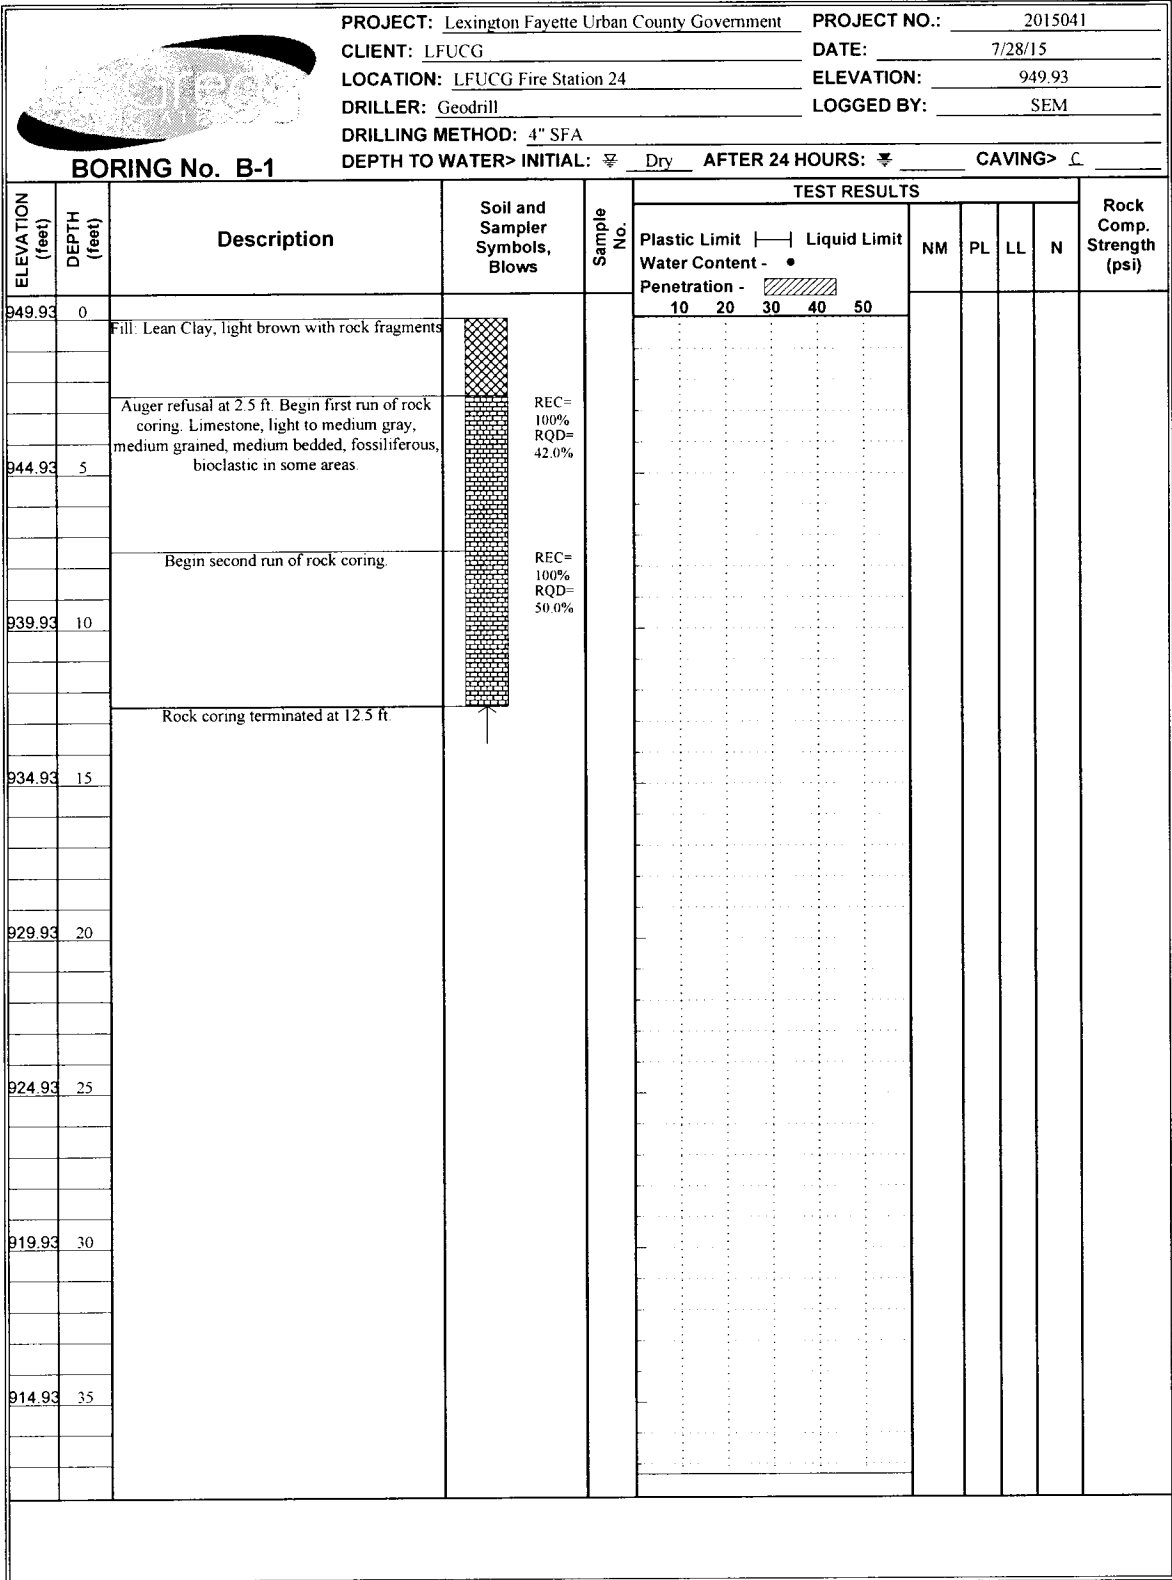 PROJECT: Lexington Fayette Urban County Government PROJECT NO.: 2015041
CLIENT: LFUCG DATE: 7/28/15
LOCATION: LFUCG Fire Station 24 ELEVATION: 949.93
DRILLER: Geodrill LOGGED BY: SEM
DRILLING METHOD: 4" SFA
BORING No. B-1 DEPTH TO WATER> INITIAL: Dry AFTER 24 HOURS: CAVING> C
TEST RESULTS
ELEVATION (feet)
DEPTH (feet)
Description
Soil and
Sampler
Symbols,
Blows
Sample No.
Plastic Limit Liquid Limit
Water Content - •
Penetration -
10 20 30 40 50
NM PL LL N
Rock
Comp.
Strength
(psi)
949.93 0
Fill: Lean Clay, light brown with rock fragments
Auger refusal at 2.5 ft. Begin first run of rock
coring. Limestone, light to medium gray,
medium grained, medium bedded, fossiliferous,
bioclastic in some areas.
REC=
100%
RQD=
42.0%
944.93 5
Begin second run of rock coring.
REC=
100%
RQD=
50.0%
939.93 10
Rock coring terminated at 12.5 ft.
934.93 15
929.93 20
924.93 25
919.93 30
914.93 35